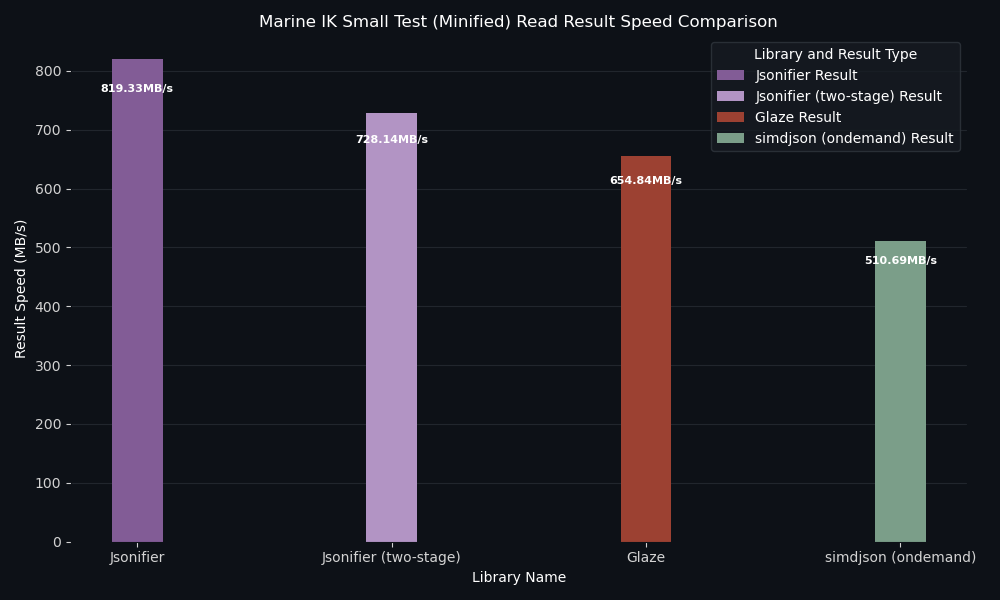 Marine IK Small Test (Minified) Read Result Speed Comparison
Library and Result Type
Jsonifier Result
Jsonifier (two-stage) Result
Glaze Result
simdjson (ondemand) Result
Result Speed (MB/s)
800
700
600
500
400
300
200
100
0
819.33MB/s
728.14MB/s
654.84MB/s
510.69MB/s
Jsonifier
Jsonifier (two-stage)
Glaze
simdjson (ondemand)
Library Name